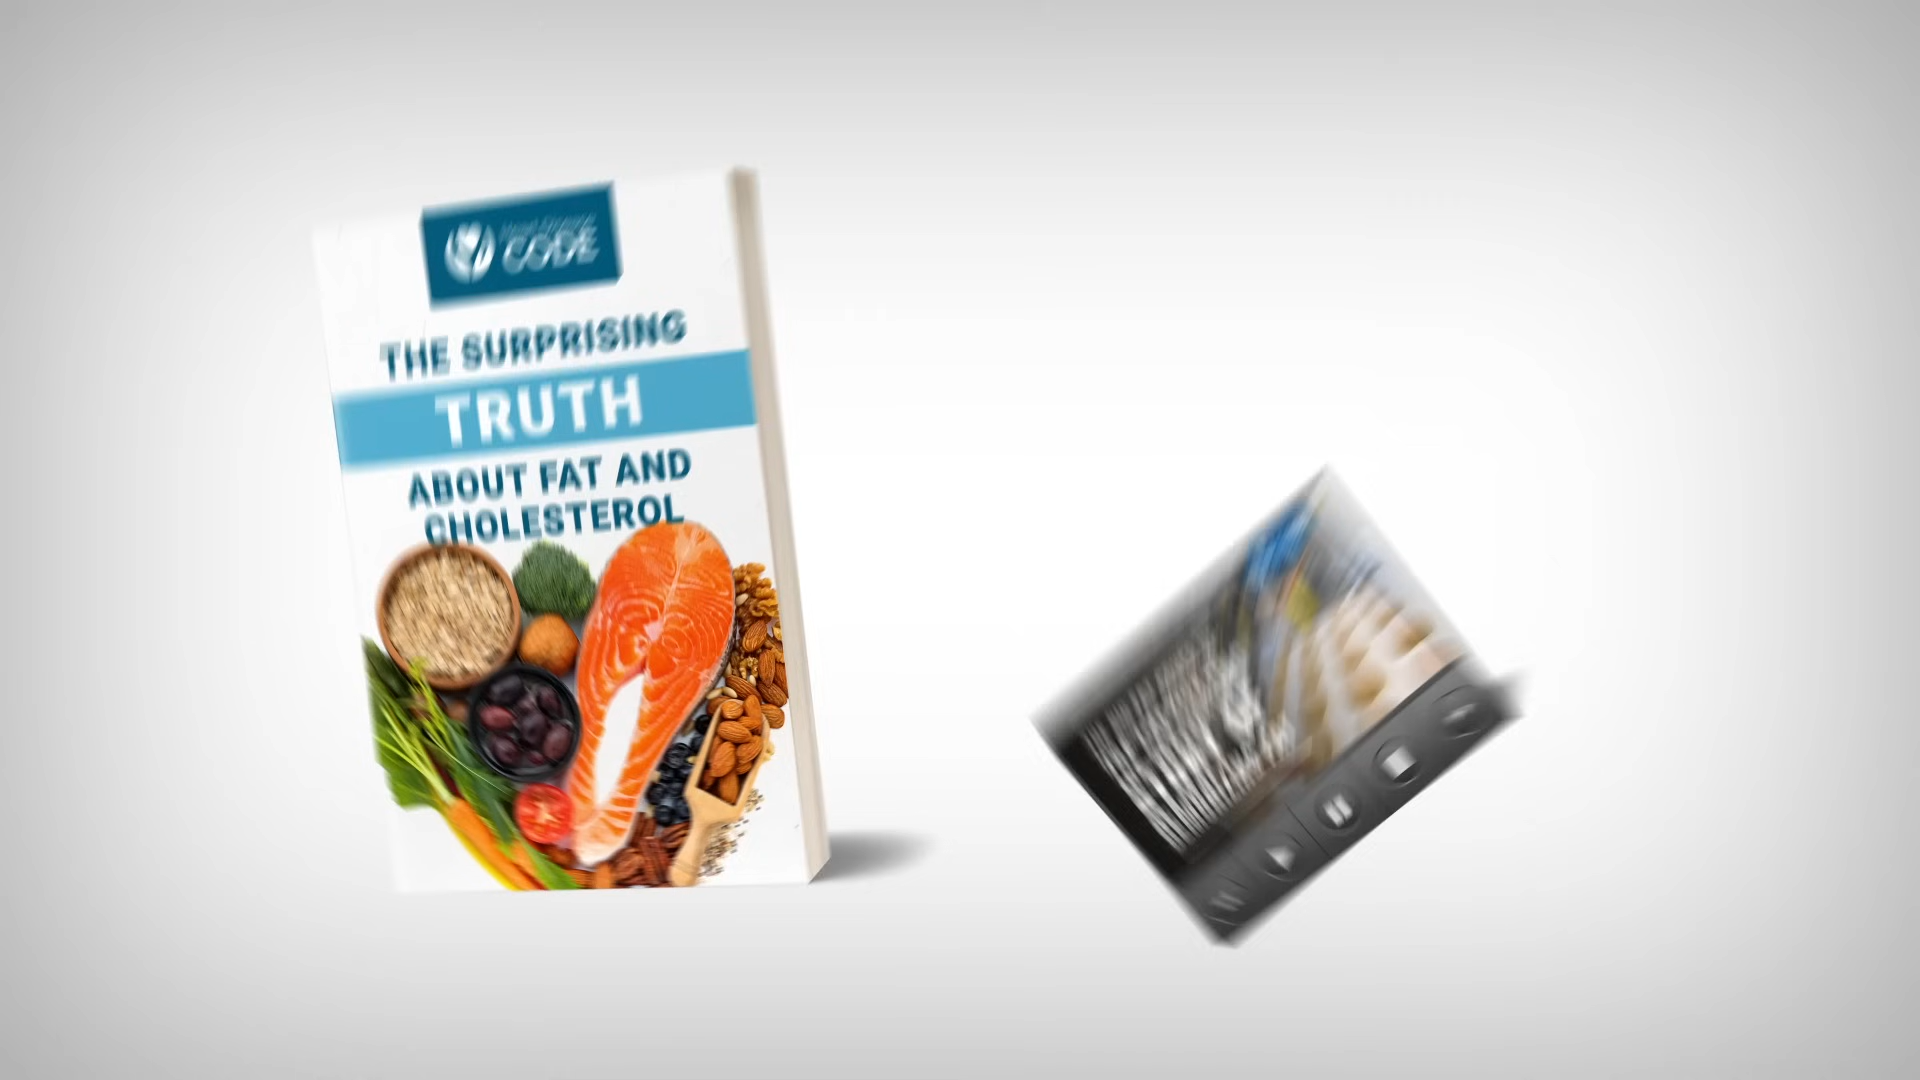 CODE
THE SURPRISING
TRUTH
ABOUT FAT AND
CHOLESTEROL